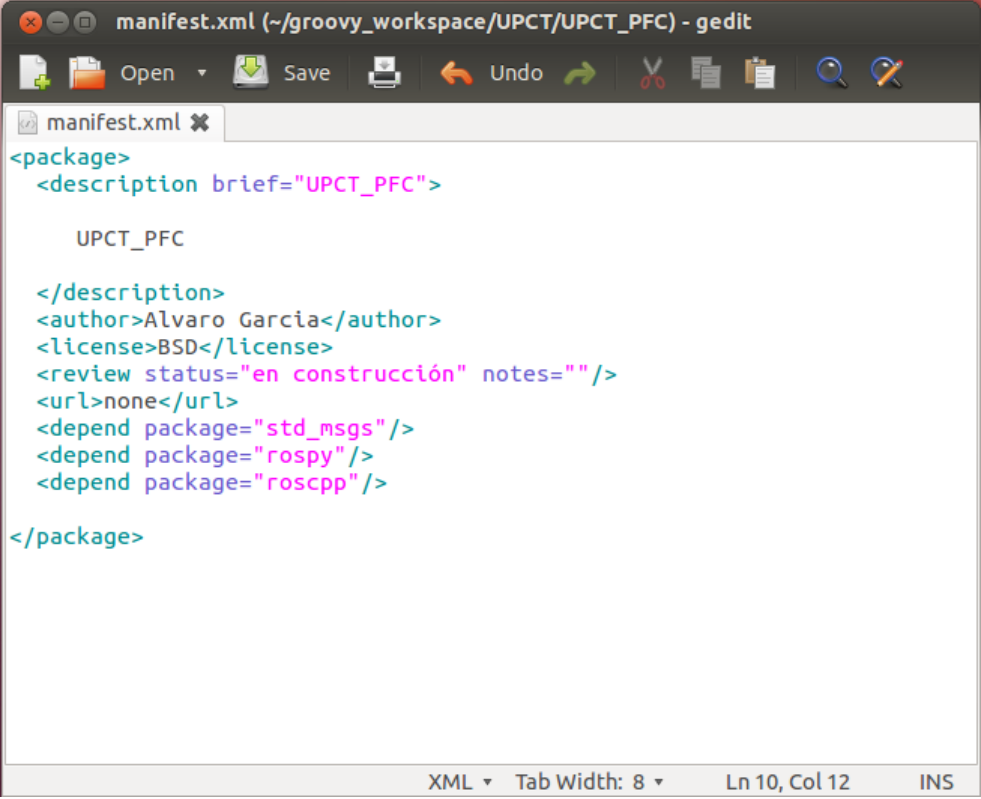 manifest.xml (~/groovy_workspace/UPCT/UPCT_PFC) - gedit
Open Save Undo
manifest.xml
<package>
  <description brief="UPCT_PFC">
     UPCT_PFC
  </description>
  <author>Alvaro Garcia</author>
  <license>BSD</license>
  <review status="en construcción" notes=""/>
  <url>none</url>
  <depend package="std_msgs"/>
  <depend package="rospy"/>
  <depend package="roscpp"/>
</package>
XML Tab Width: 8 Ln 10, Col 12 INS